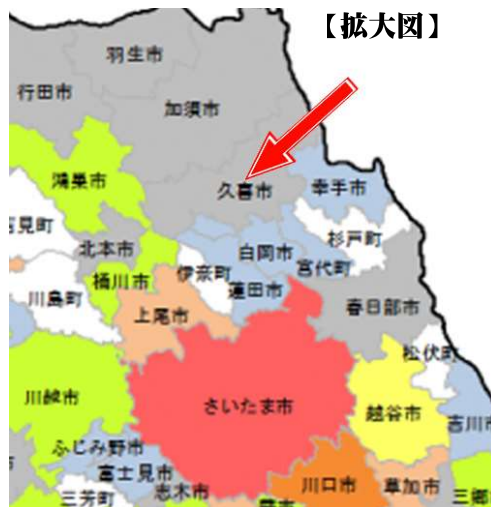 【拡大図】
羽生市
行田市
加須市
鴻巣市
久喜市
幸手市
見町
杉戸町
北本市
白岡市
宮代町
桶川市
伊奈町
蓮田市
川島町
上尾市
春日部市
松伏町
川越市
さいたま市
越谷市
吉川市
ふじみ野市
富士見市
川口市
草加市
三芳町
志木市
三郷